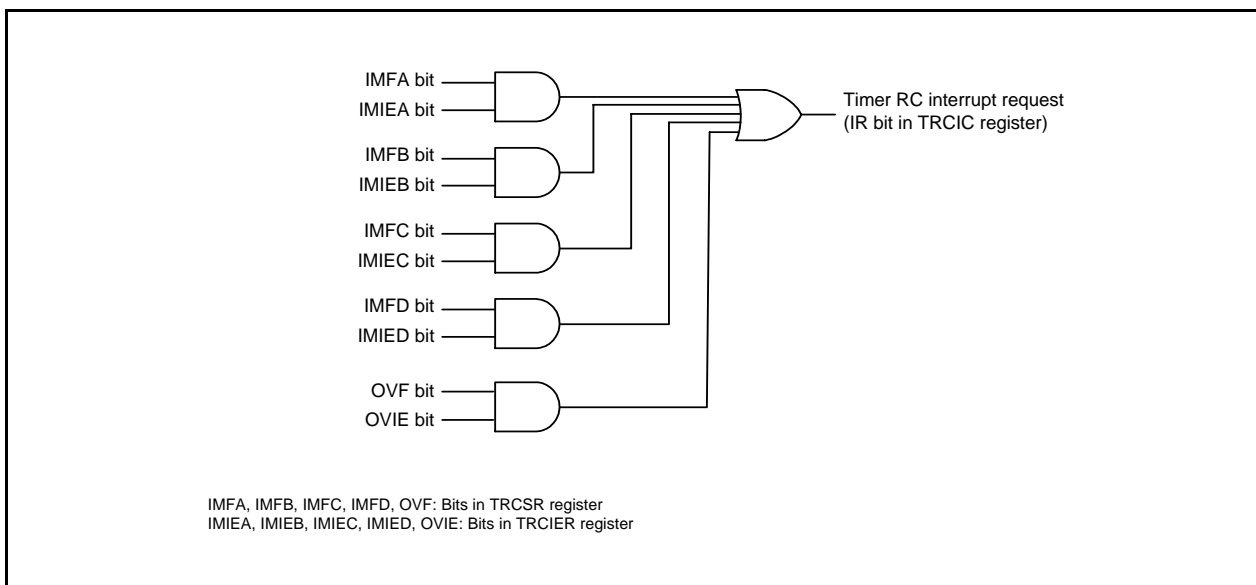 IMFA bit
IMIEA bit
IMFB bit
IMIEB bit
IMFC bit
IMIEC bit
IMFD bit
IMIED bit
OVF bit
OVIE bit
Timer RC interrupt request
(IR bit in TRCIC register)
IMFA, IMFB, IMFC, IMFD, OVF: Bits in TRCSR register
IMIEA, IMIEB, IMIEC, IMIED, OVIE: Bits in TRCIER register